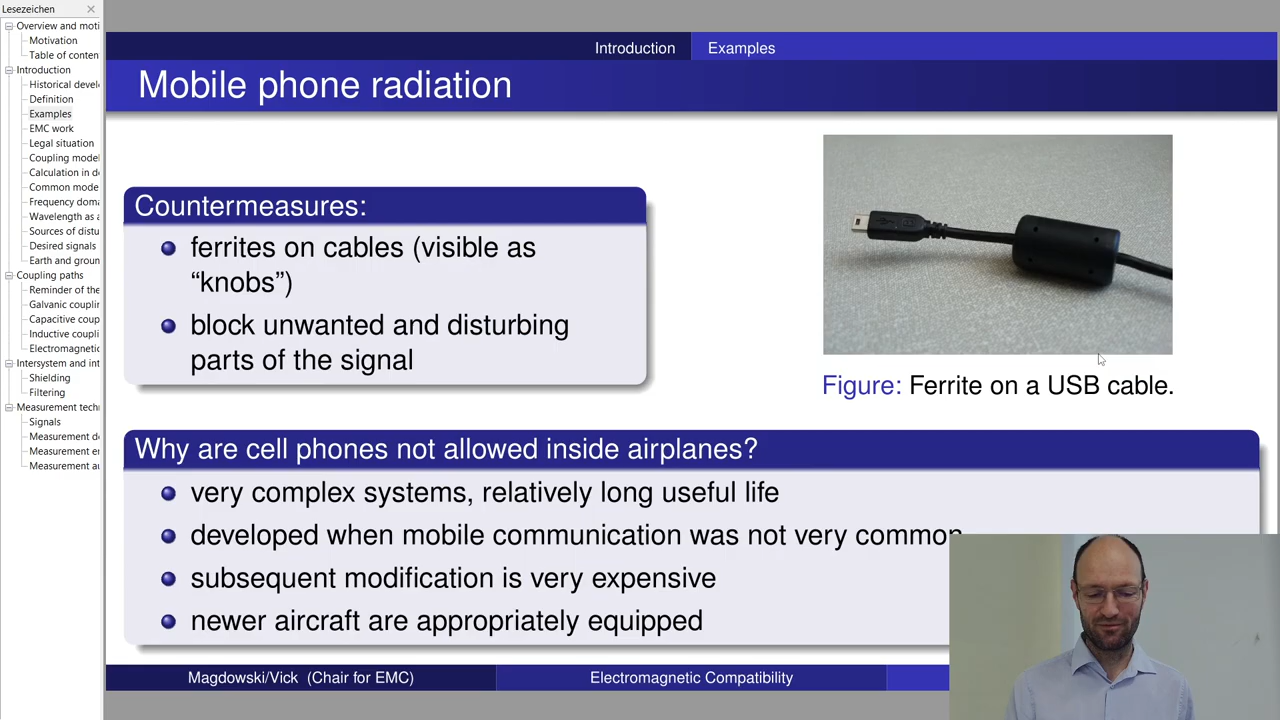 Lesezeichen
Overview and moti
Motivation
Table of conten
Introduction
Historical devel
Definition
Examples
EMC work
Legal situation
Coupling model
Calculation in de
Common mode
Frequency doma
Wavelength as a
Sources of distu
Desired signals
Earth and groun
Coupling paths
Reminder of the
Galvanic couplin
Capacitive coup
Inductive coupli
Electromagnetic
Intersystem and int
Shielding
Filtering
Measurement techn
Signals
Measurement de
Measurement en
Measurement au
Introduction Examples
Mobile phone radiation
Countermeasures:
ferrites on cables (visible as
“knobs”)
block unwanted and disturbing
parts of the signal
Figure: Ferrite on a USB cable.
Why are cell phones not allowed inside airplanes?
very complex systems, relatively long useful life
developed when mobile communication was not very common
subsequent modification is very expensive
newer aircraft are appropriately equipped
Magdowski/Vick (Chair for EMC) Electromagnetic Compatibility